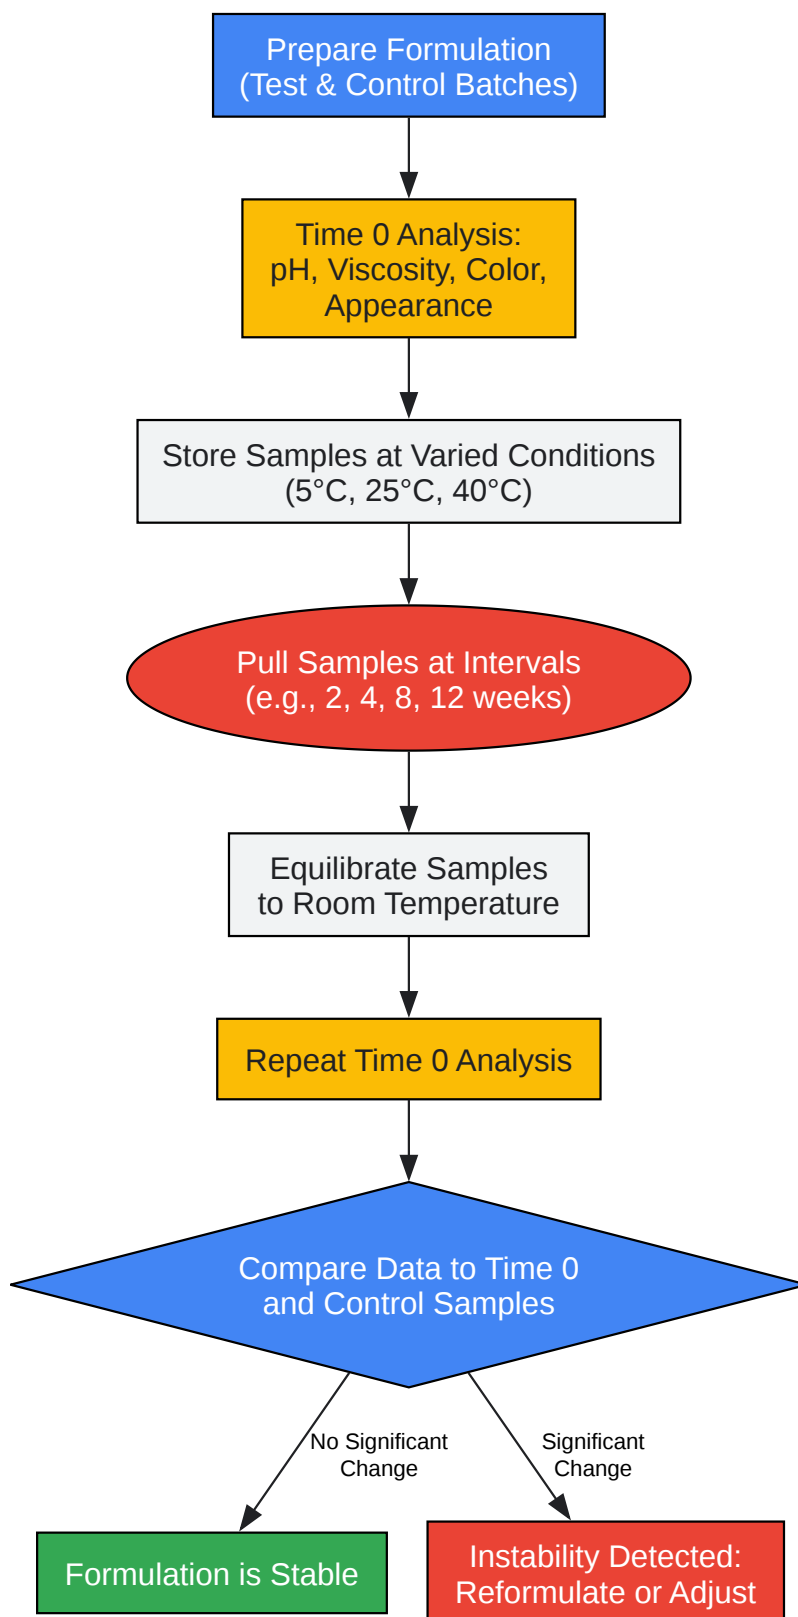 Prepare Formulation
(Test & Control Batches)
Time 0 Analysis:
pH, Viscosity, Color,
Appearance
Store Samples at Varied Conditions
(5°C, 25°C, 40°C)
Pull Samples at Intervals
(e.g., 2, 4, 8, 12 weeks)
Equilibrate Samples
to Room Temperature
Repeat Time 0 Analysis
Compare Data to Time 0
and Control Samples
No Significant
Change
Significant
Change
Formulation is Stable
Instability Detected:
Reformulate or Adjust